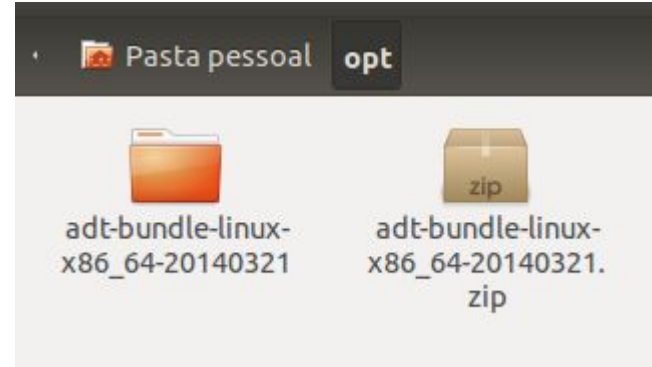 Pasta pessoal opt
adt-bundle-linux-
x86_64-20140321
zip
adt-bundle-linux-
x86_64-20140321.
zip